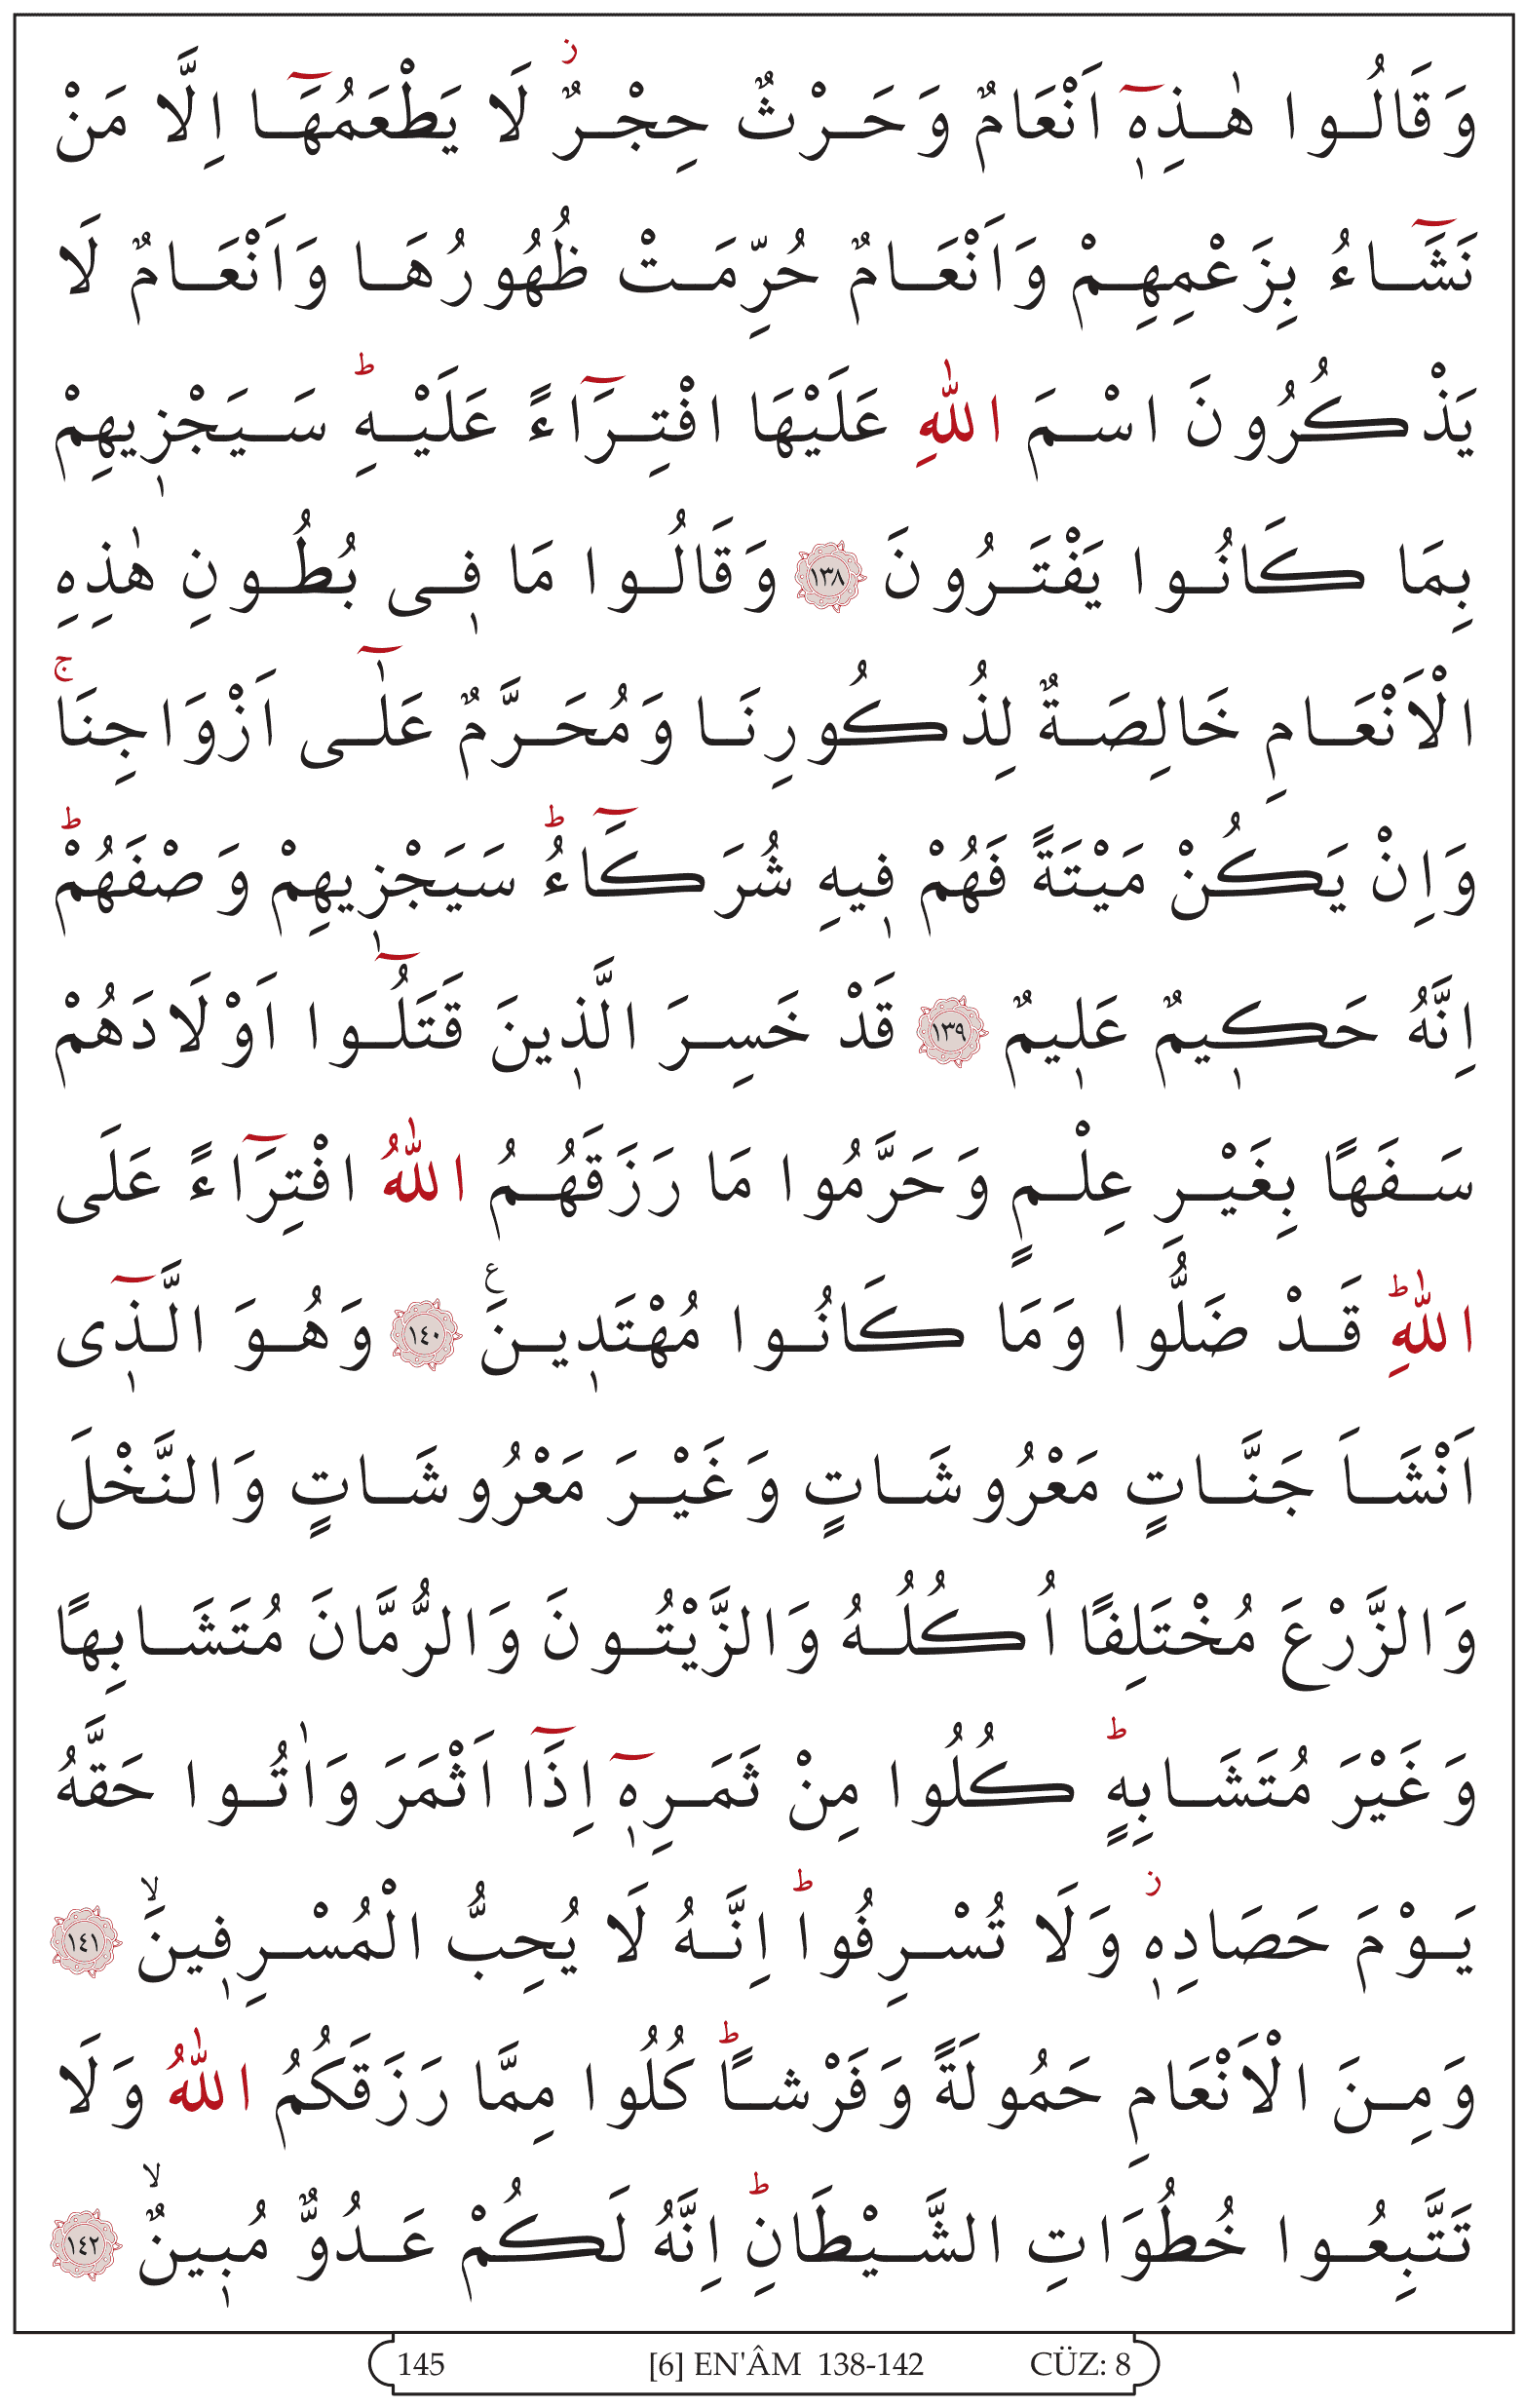 وَقَالُوا هٰذِهٖٓ اَنْعَامٌ وَحَرْثٌ حِجْرٌۘ لَا يَطْعَمُهَٓا اِلَّا مَنْ
نَشَٓاءُ بِزَعْمِهِمْ وَاَنْعَامٌ حُرِّمَتْ ظُهُورُهَا وَاَنْعَامٌ لَا
يَذْكُرُونَ اسْمَ اللّٰهِ عَلَيْهَا افْتِرَٓاءً عَلَيْهِؕ سَيَجْزٖيهِمْ
بِمَا كَانُوا يَفْتَرُونَ ﴿١٣٨﴾ وَقَالُوا مَا فٖى بُطُونِ هٰذِهِ
الْاَنْعَامِ خَالِصَةٌ لِذُكُورِنَا وَمُحَرَّمٌ عَلٰٓى اَزْوَاجِنَاۚ
وَاِنْ يَكُنْ مَيْتَةً فَهُمْ فٖيهِ شُرَكَٓاءُؕ سَيَجْزٖيهِمْ وَصْفَهُمْؕ
اِنَّهُ حَكٖيمٌ عَلٖيمٌ ﴿١٣٩﴾ قَدْ خَسِرَ الَّذٖينَ قَتَلُٓوا اَوْلَادَهُمْ
سَفَهًا بِغَيْرِ عِلْمٍ وَحَرَّمُوا مَا رَزَقَهُمُ اللّٰهُ افْتِرَٓاءً عَلَى
اللّٰهِؕ قَدْ ضَلُّوا وَمَا كَانُوا مُهْتَدٖينَ ع ﴿١٤٠﴾ وَهُوَ الَّذٖٓى
اَنْشَاَ جَنَّاتٍ مَعْرُوشَاتٍ وَغَيْرَ مَعْرُوشَاتٍ وَالنَّخْلَ
وَالزَّرْعَ مُخْتَلِفًا اُكُلُهُ وَالزَّيْتُونَ وَالرُّمَّانَ مُتَشَابِهًا
وَغَيْرَ مُتَشَابِهٍؕ كُلُوا مِنْ ثَمَرِهٖٓ اِذَٓا اَثْمَرَ وَاٰتُوا حَقَّهُ
يَوْمَ حَصَادِهٖؗ وَلَا تُسْرِفُواؕ اِنَّهُ لَا يُحِبُّ الْمُسْرِفٖينَۙ ﴿١٤١﴾
وَمِنَ الْاَنْعَامِ حَمُولَةً وَفَرْشًاؕ كُلُوا مِمَّا رَزَقَكُمُ اللّٰهُ وَلَا
تَتَّبِعُوا خُطُوَاتِ الشَّيْطَانِؕ اِنَّهُ لَكُمْ عَدُوٌّ مُبٖينٌۙ ﴿١٤٢﴾
145 [6] EN'ÂM 138-142 CÜZ: 8